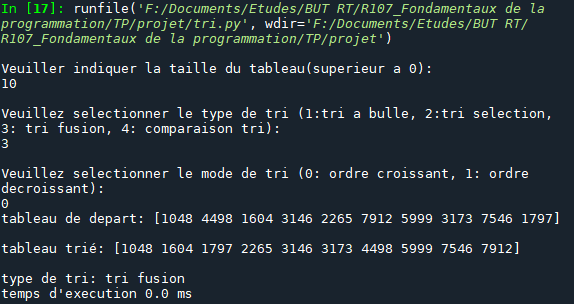 In [17]: runfile('F:/Documents/Etudes/BUT RT/R107_Fondamentaux de la
programmation/TP/projet/tri.py', wdir='F:/Documents/Etudes/BUT RT/
R107_Fondamentaux de la programmation/TP/projet')
Veuiller indiquer la taille du tableau(superieur a 0):
10
Veuillez selectionner le type de tri (1:tri a bulle, 2:tri selection,
3: tri fusion, 4: comparaison tri):
3
Veuillez selectionner le mode de tri (0: ordre croissant, 1: ordre
decroissant):
0
tableau de depart: [1048 4498 1604 3146 2265 7912 5999 3173 7546 1797]
tableau trié: [1048 1604 1797 2265 3146 3173 4498 5999 7546 7912]
type de tri: tri fusion
temps d'execution 0.0 ms